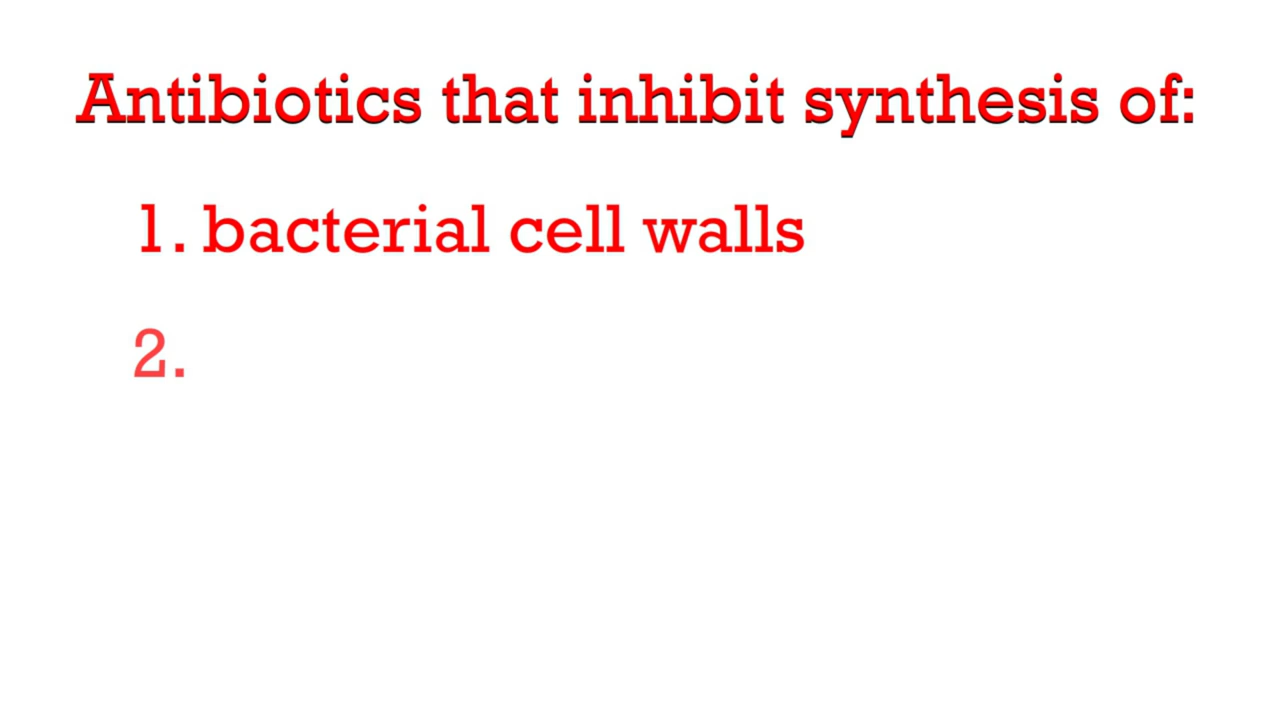 Antibiotics that inhibit synthesis of:
1. bacterial cell walls
2.